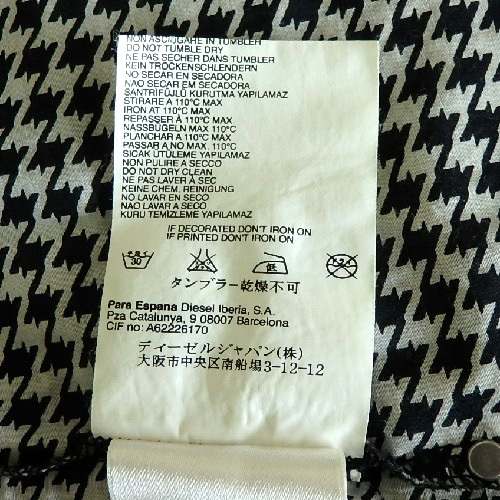 NON ASCIUGARE IN TUMBLER
DO NOT TUMBLE DRY
NE PAS SECHER DANS TUMBLER
KEIN TROCKENSCHLENDERN
NO SECAR EN SECADORA
NAO SECAR EM SECADORA
SANTRIFÜJLÜ KURUTMA YAPILAMAZ
STIRARE A 110°C MAX
IRON AT 110°C MAX
REPASSER A 110°C MAX
NASSBÜGELN MAX 110°C
PLANCHAR A 110°C MAX
PASSAR A NO MAX. 110°C
SICAK ÜTÜLEME YAPILAMAZ
NON PULIRE A SECCO
DO NOT DRY CLEAN
NE PAS LAVER À SEC
KEINE CHEM. REINIGUNG
NO LAVAR EN SECO
NAO LAVAR A SECO
KURU TEMIZLEME YAPILAMAZ
IF DECORATED DON'T IRON ON
IF PRINTED DON'T IRON ON
30 低 ドライ
タンブラー乾燥不可
Para Espana Diesel Iberia, S.A.
Pza Catalunya, 9 08007 Barcelona
CIF no: A62226170
ディーゼルジャパン(株)
大阪市中央区南船場3-12-12